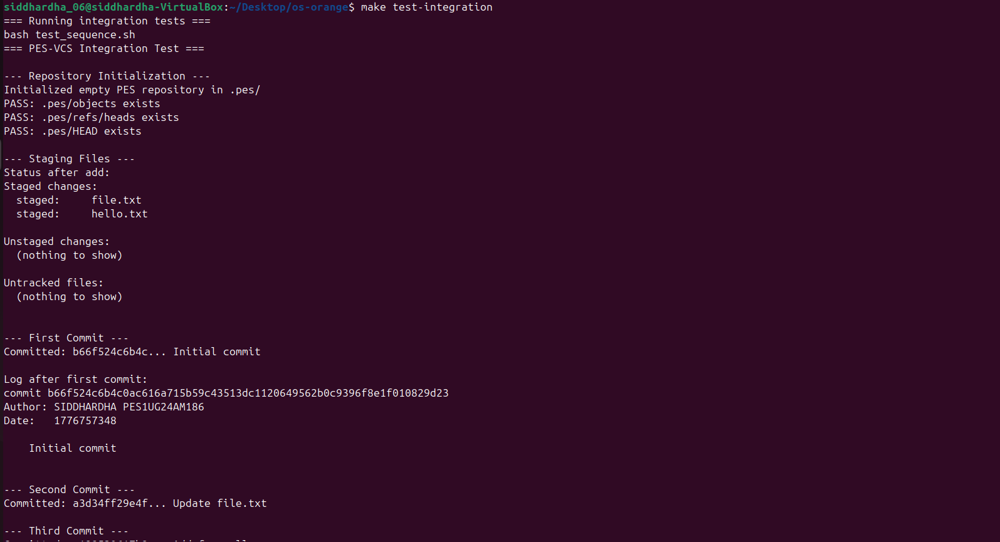 siddhardha_06@siddhardha-VirtualBox:~/Desktop/os-orange$ make test-integration
=== Running integration tests ===
bash test_sequence.sh
=== PES-VCS Integration Test ===
--- Repository Initialization ---
Initialized empty PES repository in .pes/
PASS: .pes/objects exists
PASS: .pes/refs/heads exists
PASS: .pes/HEAD exists
--- Staging Files ---
Status after add:
Staged changes:
  staged:     file.txt
  staged:     hello.txt
Unstaged changes:
  (nothing to show)
Untracked files:
  (nothing to show)
--- First Commit ---
Committed: b66f524c6b4c... Initial commit
Log after first commit:
commit b66f524c6b4c0ac616a715b59c43513dc1120649562b0c9396f8e1f010829d23
Author: SIDDHARDHA PES1UG24AM186
Date:   1776757348
    Initial commit
--- Second Commit ---
Committed: a3d34ff29e4f... Update file.txt
--- Third Commit ---